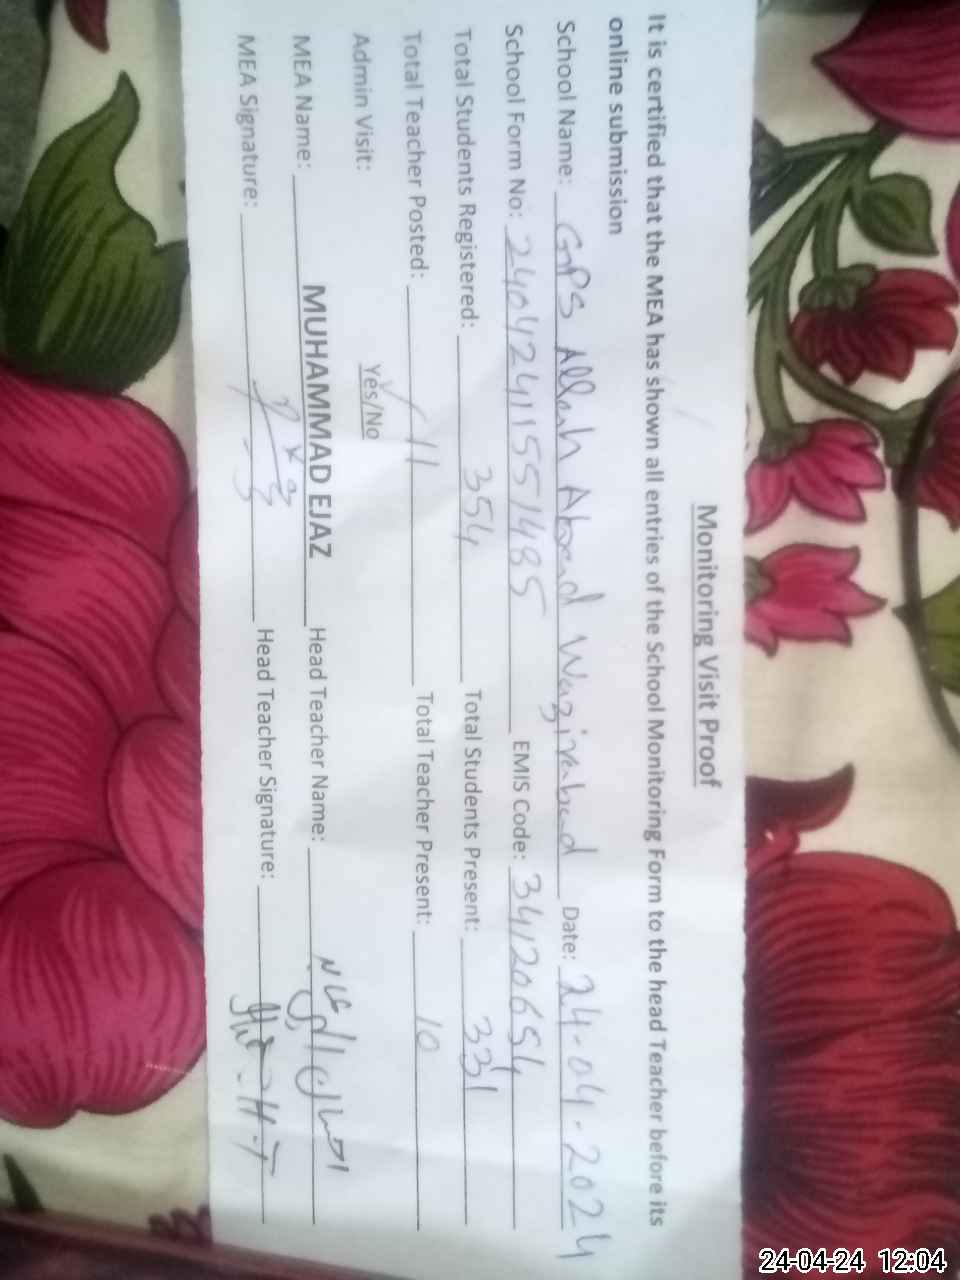 Monitoring Visit Proof
It is certified that the MEA has shown all entries of the School Monitoring Form to the head Teacher before its
online submission
School Name: GPS Allah Abad Wazirabad Date: 24-04-2024
School Form No: 24042411551485 EMIS Code: 34120654
Total Students Registered: 354 Total Students Present: 331
Total Teacher Posted: 11 Total Teacher Present: 10
Admin Visit: Yes/No
MEA Name: MUHAMMAD EJAZ Head Teacher Name:
MEA Signature: Head Teacher Signature:
24-04-24 12:04